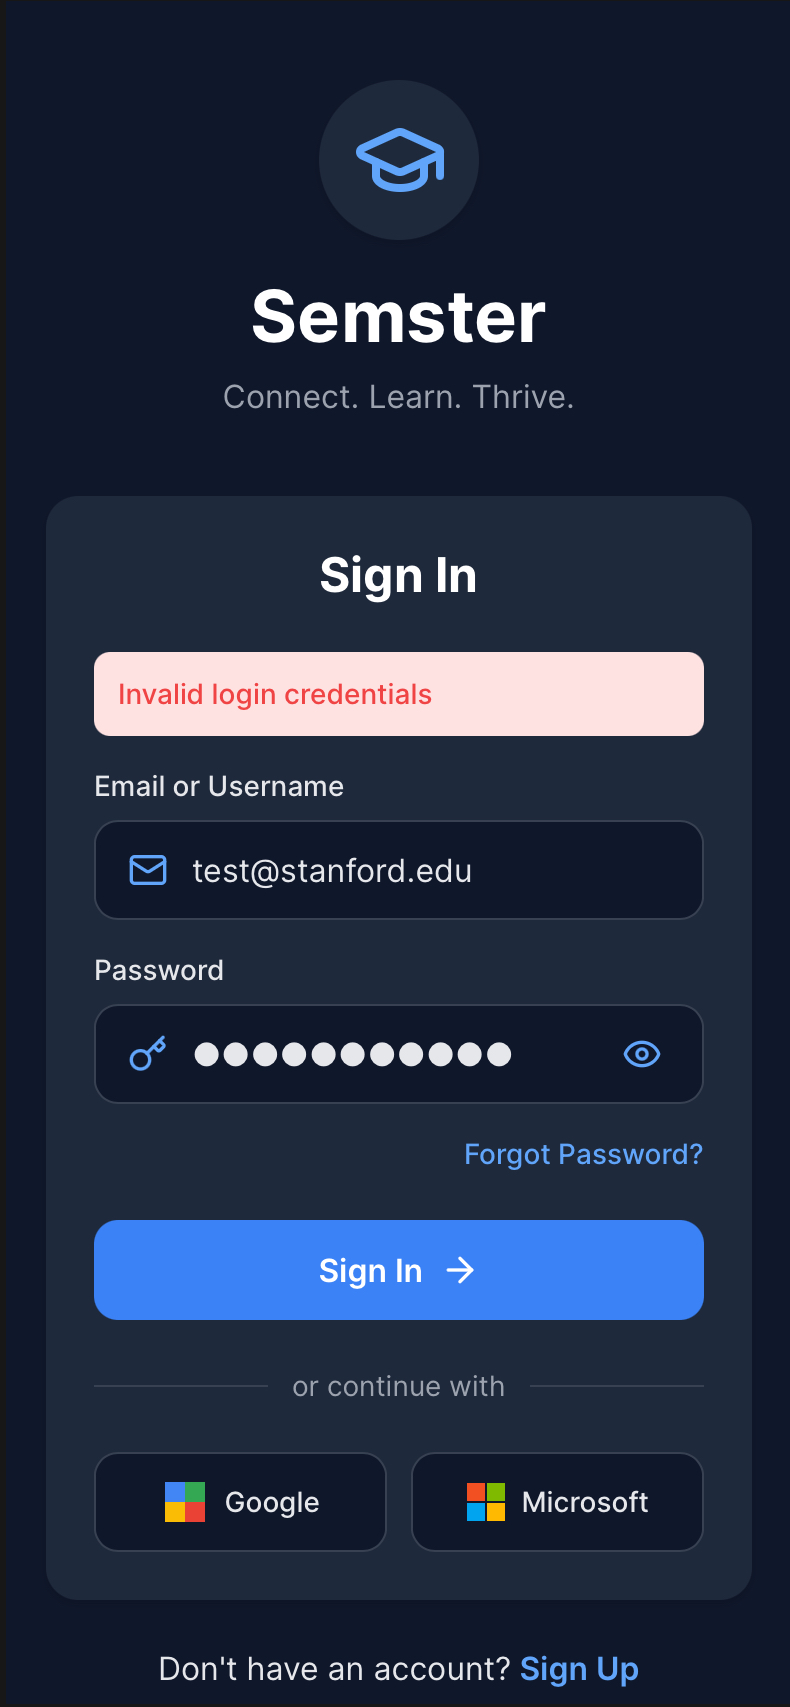 Semster
Connect. Learn. Thrive.
Sign In
Invalid login credentials
Email or Username
test@stanford.edu
Password
●●●●●●●●●●●
Forgot Password?
Sign In →
or continue with
Google
Microsoft
Don't have an account? Sign Up